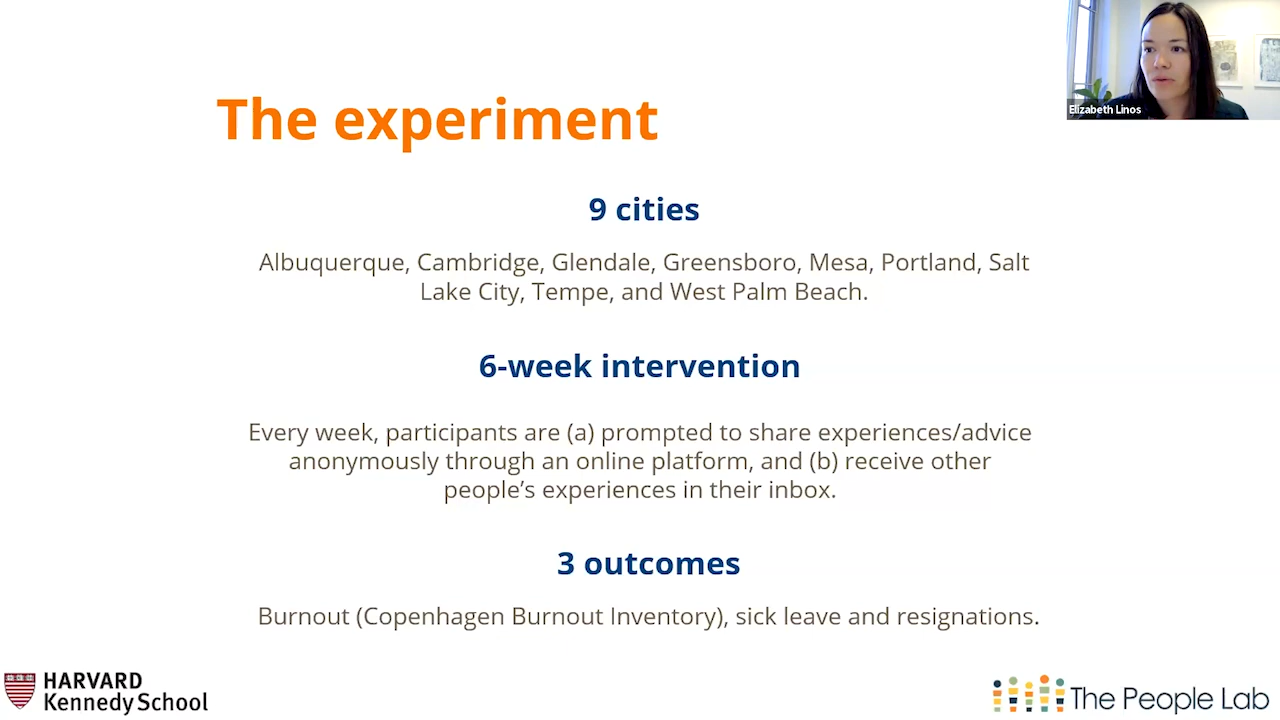 Elizabeth Linos
The experiment
9 cities
Albuquerque, Cambridge, Glendale, Greensboro, Mesa, Portland, Salt
Lake City, Tempe, and West Palm Beach.
6-week intervention
Every week, participants are (a) prompted to share experiences/advice
anonymously through an online platform, and (b) receive other
people’s experiences in their inbox.
3 outcomes
Burnout (Copenhagen Burnout Inventory), sick leave and resignations.
HARVARD
Kennedy School
The People Lab